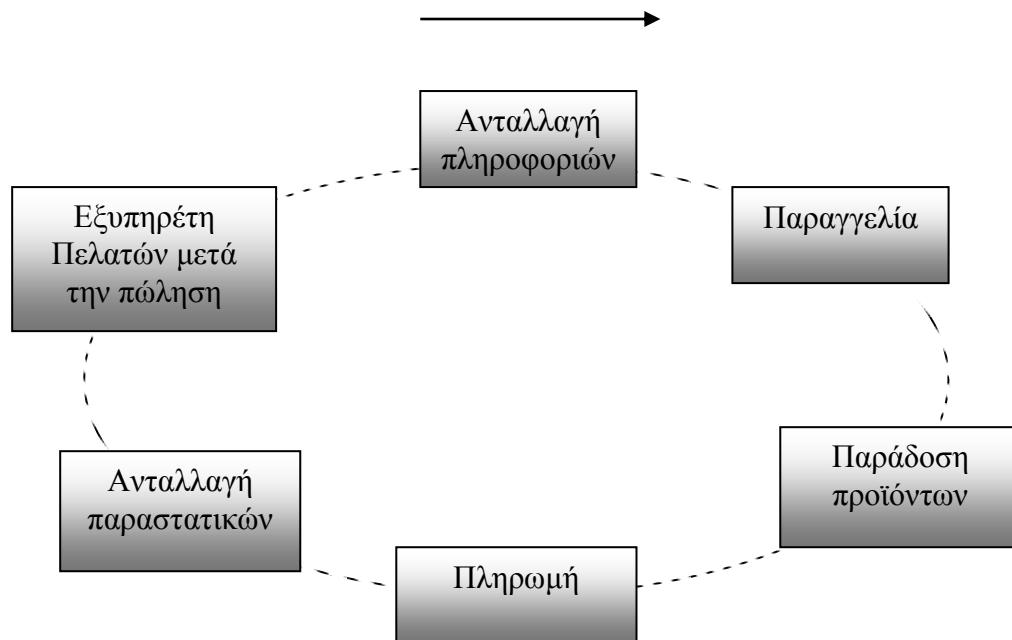 Ανταλλαγή
πληροφοριών
Παραγγελία
Εξυπηρέτη
Πελατών μετά
την πώληση
Παράδοση
προϊόντων
Ανταλλαγή
παραστατικών
Πληρωμή